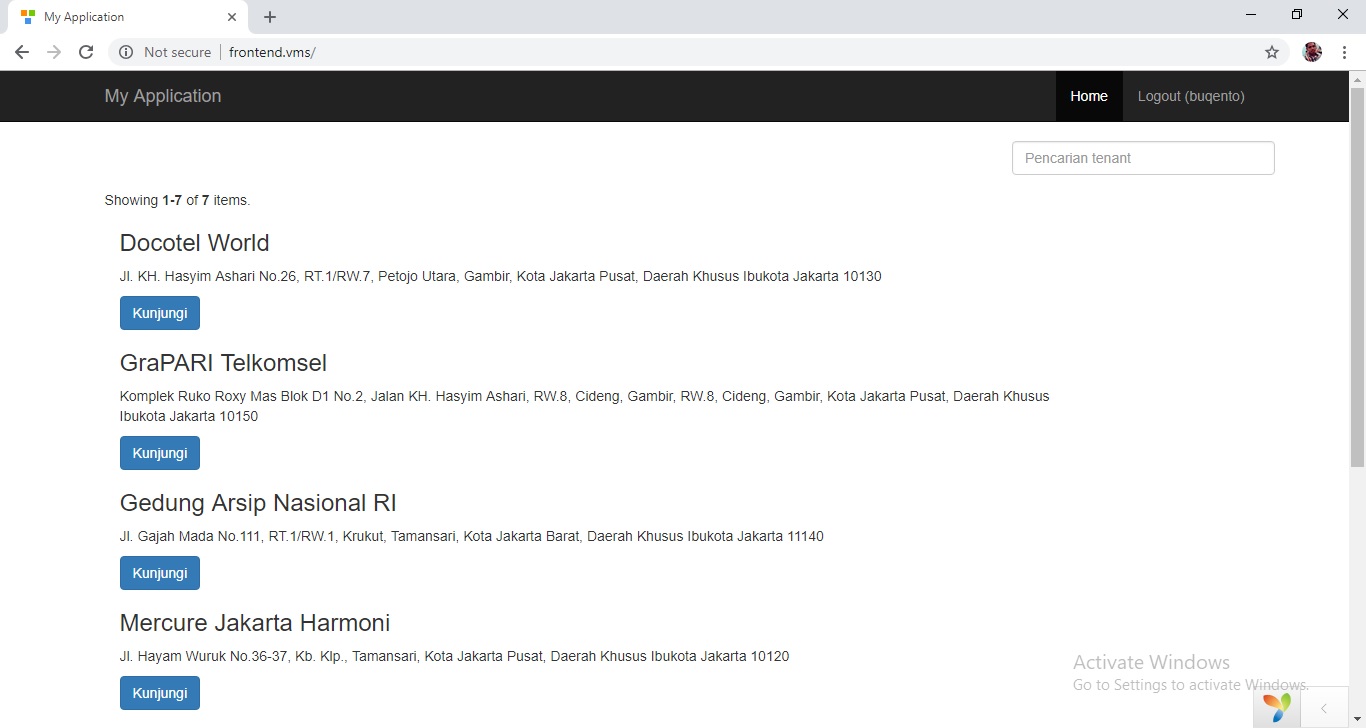 My Application
Not secure
frontend.vms/
My Application
Home
Logout (buqento)
Pencarian tenant
Showing 1-7 of 7 items.
Docotel World
Jl. KH. Hasyim Ashari No.26, RT.1/RW.7, Petojo Utara, Gambir, Kota Jakarta Pusat, Daerah Khusus Ibukota Jakarta 10130
Kunjungi
GraPARI Telkomsel
Komplek Ruko Roxy Mas Blok D1 No.2, Jalan KH. Hasyim Ashari, RW.8, Cideng, Gambir, RW.8, Cideng, Gambir, Kota Jakarta Pusat, Daerah Khusus
Ibukota Jakarta 10150
Kunjungi
Gedung Arsip Nasional RI
Jl. Gajah Mada No.111, RT.1/RW.1, Krukut, Tamansari, Kota Jakarta Barat, Daerah Khusus Ibukota Jakarta 11140
Kunjungi
Mercure Jakarta Harmoni
Jl. Hayam Wuruk No.36-37, Kb. Klp., Tamansari, Kota Jakarta Pusat, Daerah Khusus Ibukota Jakarta 10120
Kunjungi
Activate Windows
Go to Settings to activate Windows.